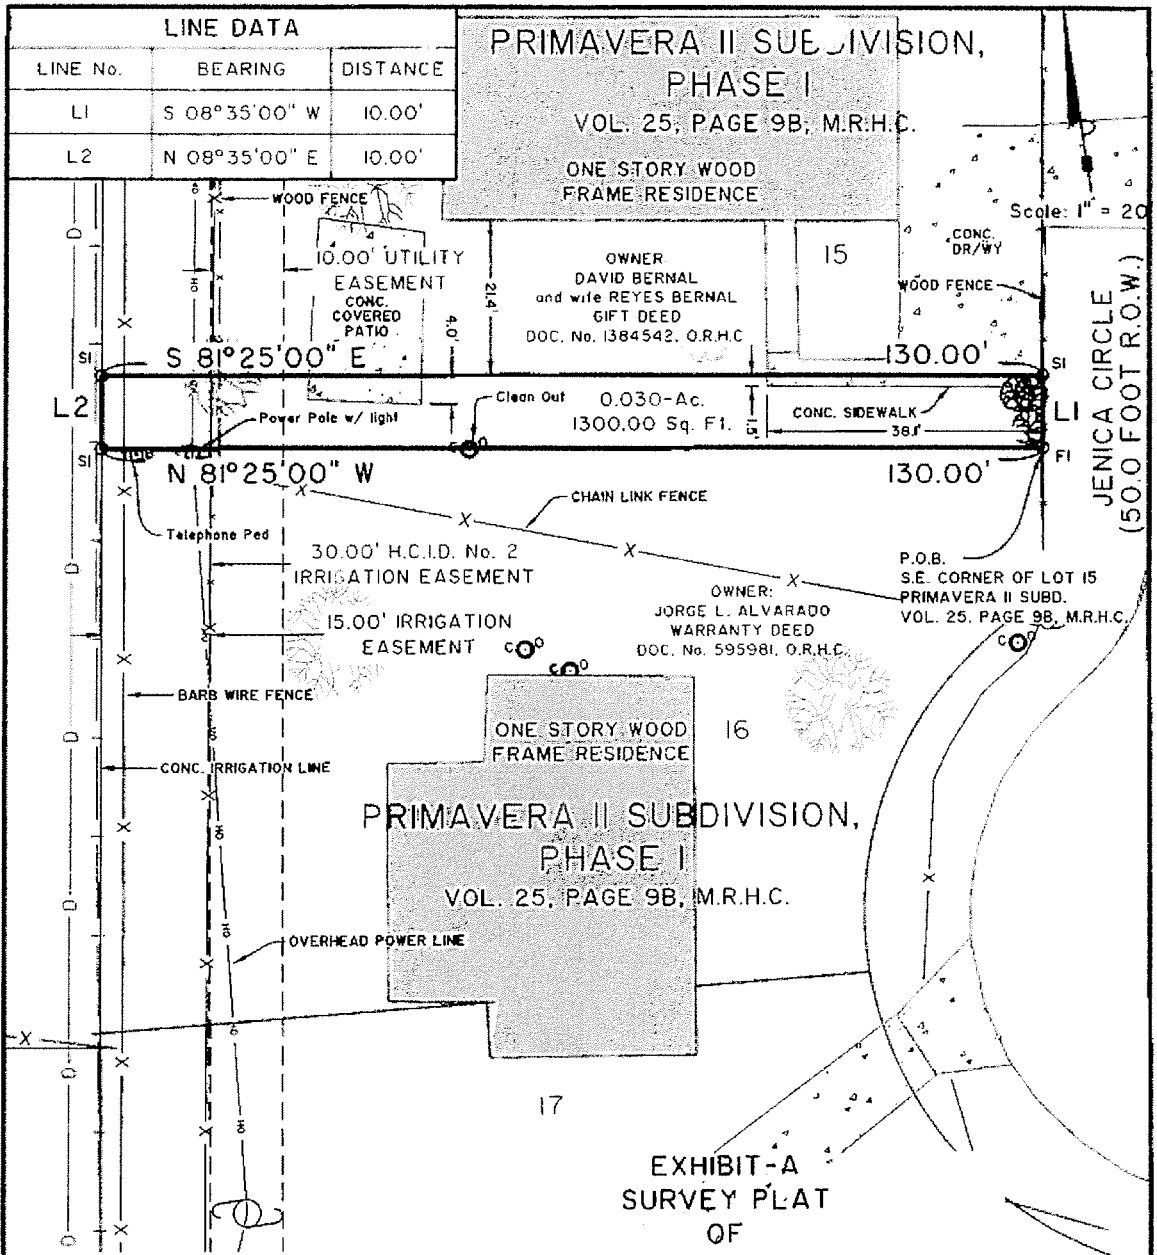 LINE DATA
LINE No. BEARING DISTANCE
L1 S 08°35'00" W 10.00'
L2 N 08°35'00" E 10.00'
PRIMAVERA II SUBDIVISION,
PHASE I
VOL. 25, PAGE 9B, M.R.H.C.
ONE STORY WOOD
FRAME RESIDENCE
Scale: 1" = 20
WOOD FENCE
10.00' UTILITY
EASEMENT
CONC.
COVERED
PATIO
4.0'
21.4'
OWNER
DAVID BERNAL
and wife REYES BERNAL
GIFT DEED
DOC. No. 1384542, O.R.H.C
15
CONC.
DR/WY
WOOD FENCE
JENICA CIRCLE
(50.0 FOOT R.O.W.)
SI
S 81°25'00" E
130.00'
SI
L2
Power Pole w/ light
Clean Out
0.030-Ac.
1300.00 Sq. Ft.
1.5'
CONC. SIDEWALK
38.1'
L1
SI
N 81°25'00" W
130.00'
FI
Telephone Ped
CHAIN LINK FENCE
30.00' H.C.I.D. No. 2
IRRIGATION EASEMENT
P.O.B.
S.E. CORNER OF LOT 15
PRIMAVERA II SUBD.
VOL. 25, PAGE 9B, M.R.H.C.
OWNER:
JORGE L. ALVARADO
WARRANTY DEED
DOC. No. 595981, O.R.H.C.
15.00' IRRIGATION
EASEMENT
BARB WIRE FENCE
CONC. IRRIGATION LINE
ONE STORY WOOD
FRAME RESIDENCE
16
PRIMAVERA II SUBDIVISION,
PHASE I
VOL. 25, PAGE 9B, M.R.H.C.
OVERHEAD POWER LINE
17
EXHIBIT-A
SURVEY PLAT
OF